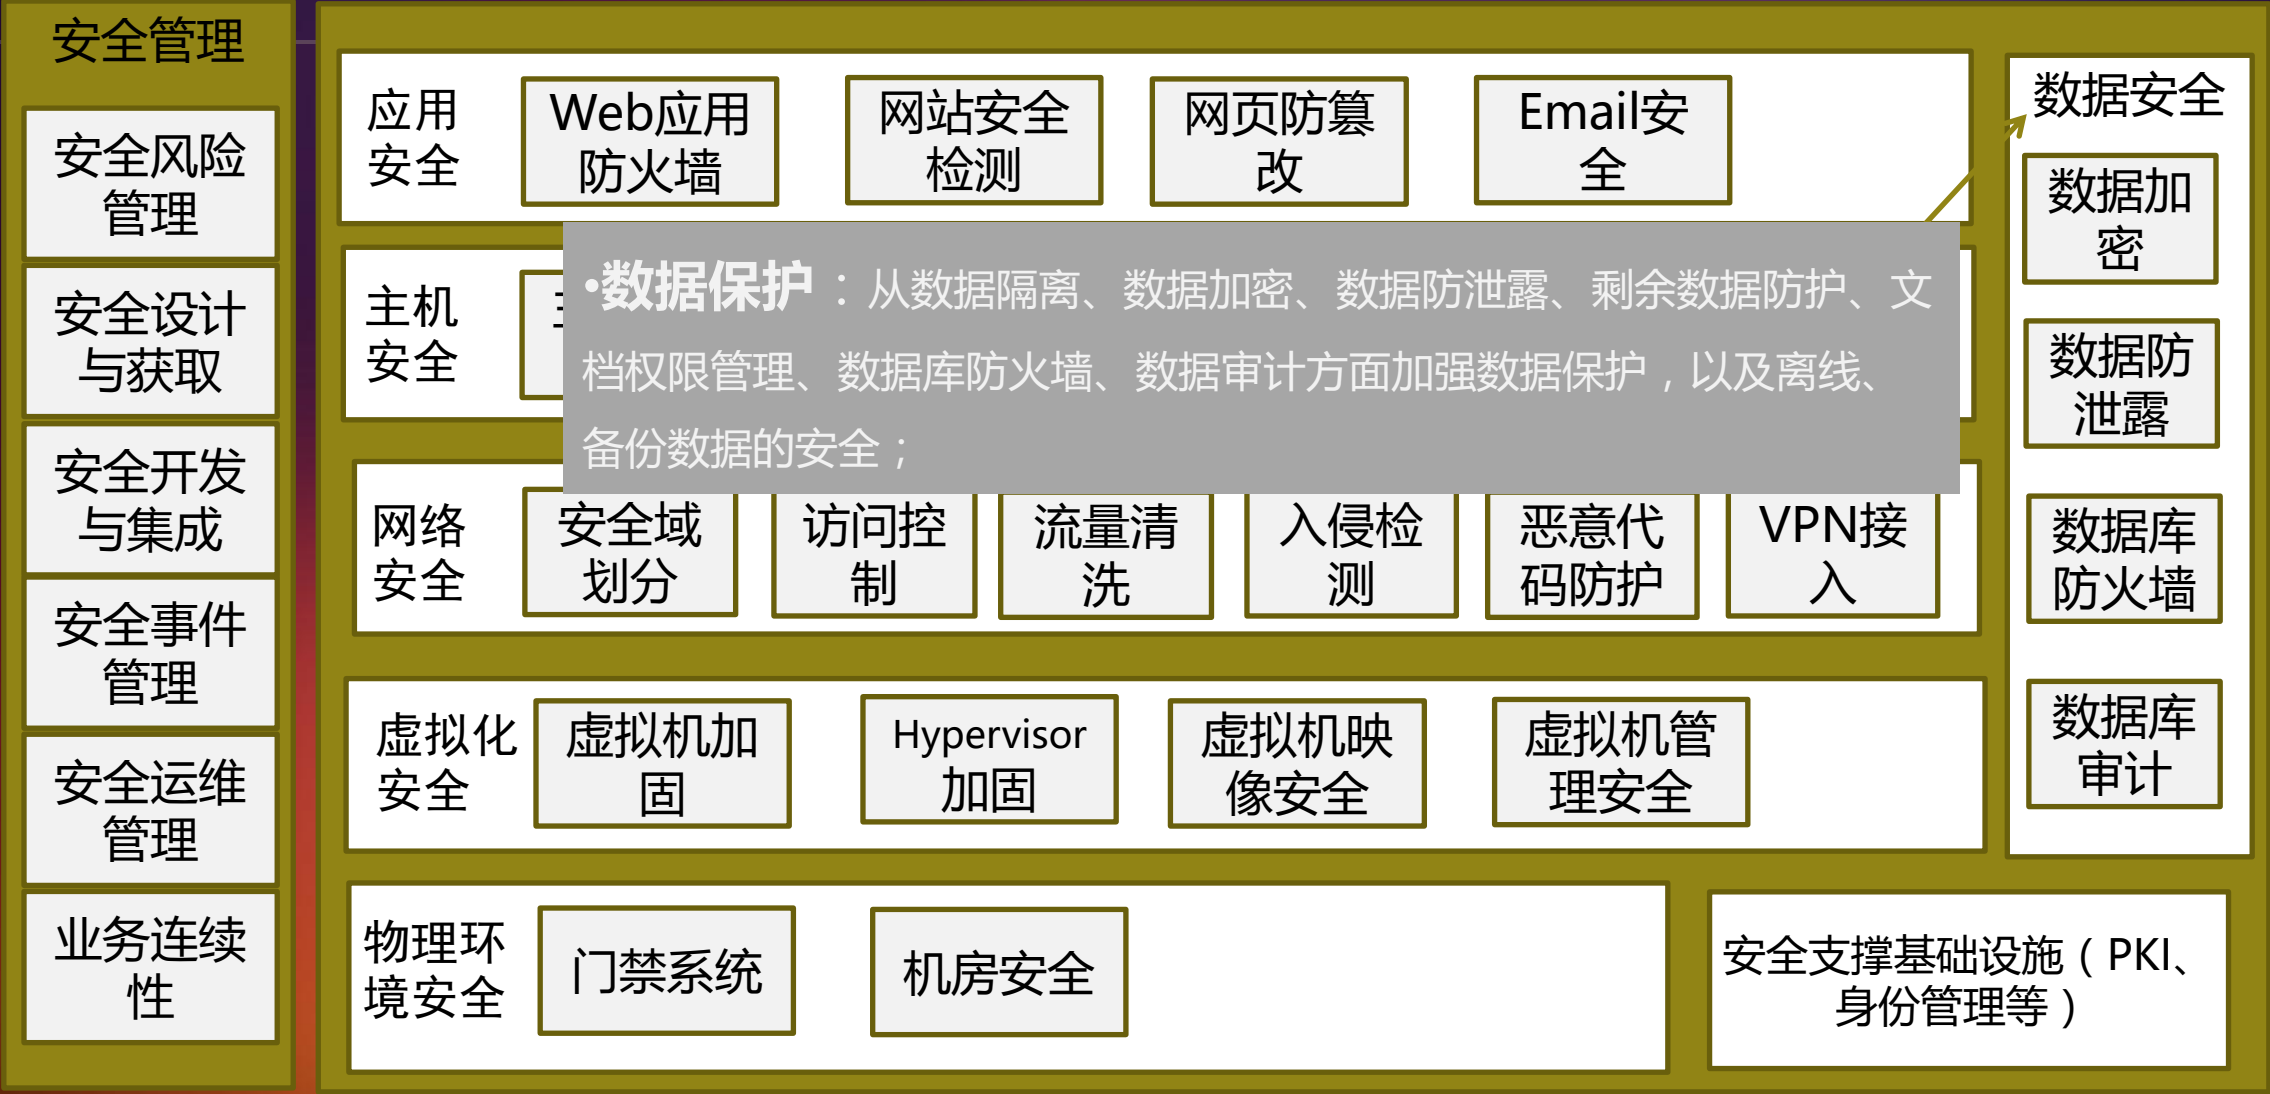 安全管理
安全风险
管理
安全设计
与获取
安全开发
与集成
安全事件
管理
安全运维
管理
业务连续
性
应用
安全
Web应用
防火墙
网站安全
检测
网页防篡
改
Email安
全
主机
安全
•数据保护：从数据隔离、数据加密、数据防泄露、剩余数据防护、文
档权限管理、数据库防火墙、数据审计方面加强数据保护，以及离线、
备份数据的安全；
网络
安全
安全域
划分
访问控
制
流量清
洗
入侵检
测
恶意代
码防护
VPN接
入
虚拟化
安全
虚拟机加
固
Hypervisor
加固
虚拟机映
像安全
虚拟机管
理安全
物理环
境安全
门禁系统
机房安全
数据安全
数据加
密
数据防
泄露
数据库
防火墙
数据库
审计
安全支撑基础设施（PKI、
身份管理等）